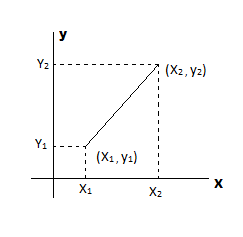 y
Y₂
(X₂, y₂)
Y₁
(X₁, y₁)
X
X₁
X₂